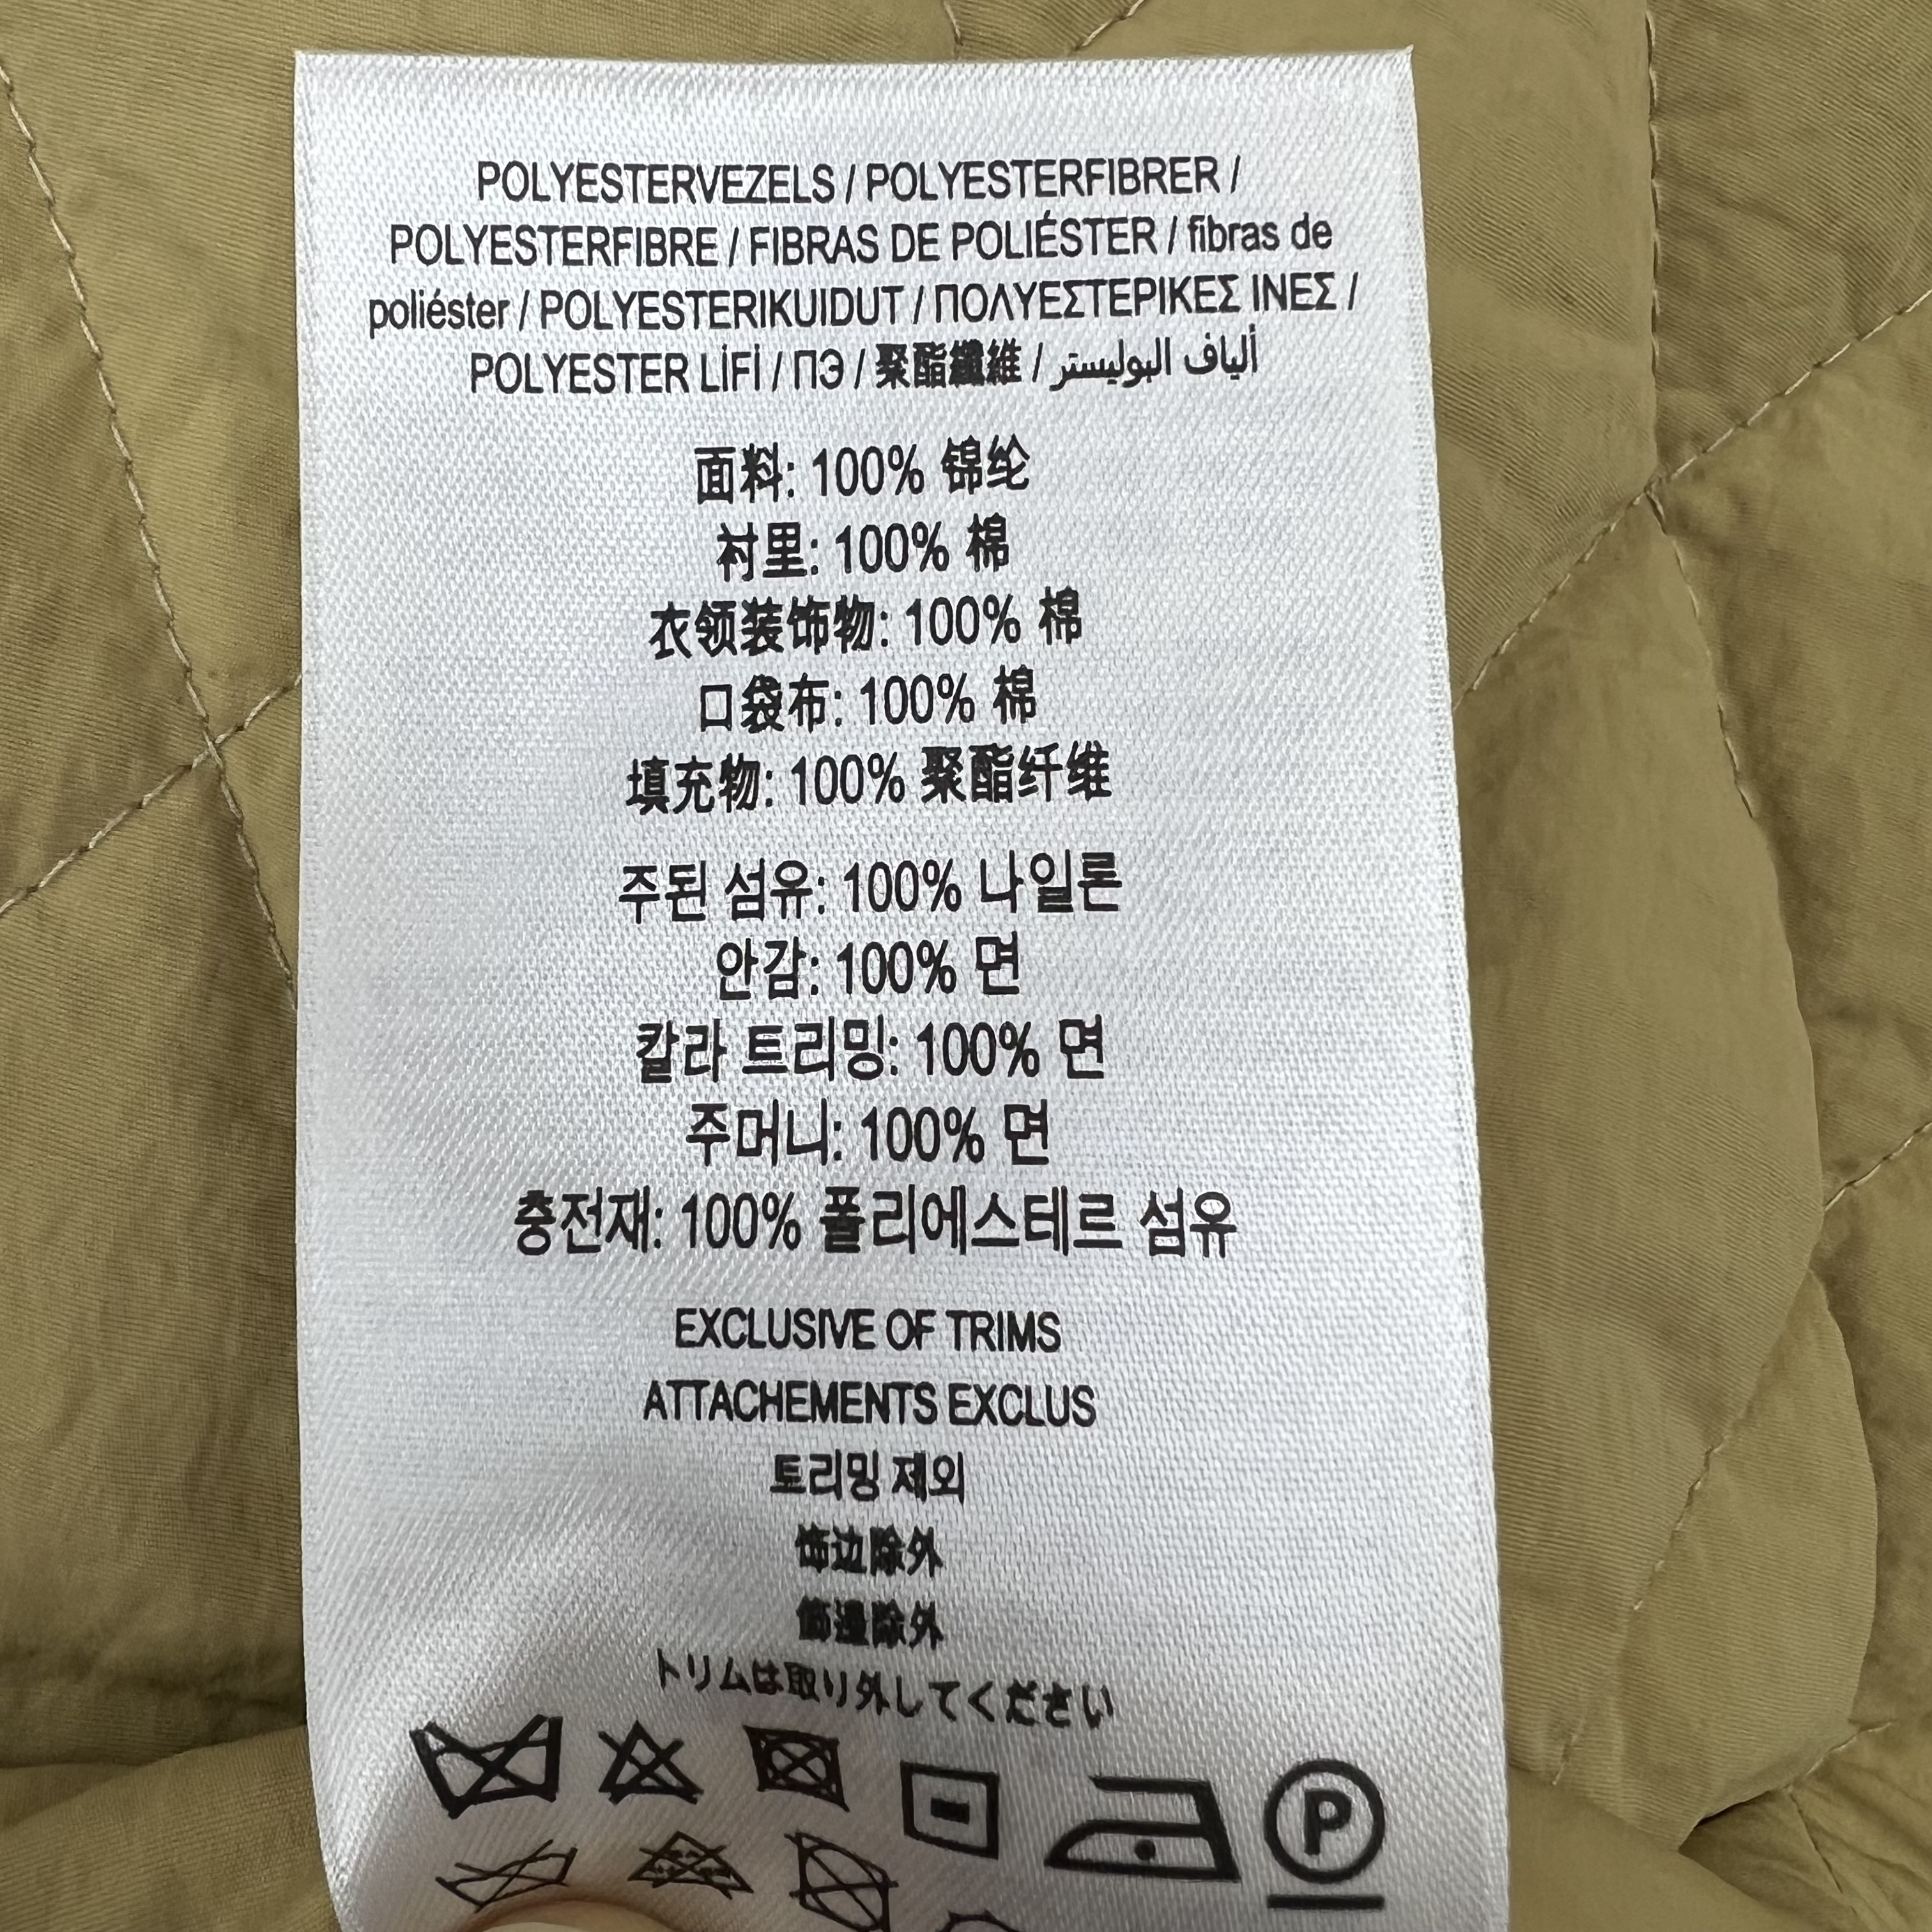 POLYESTERVEZELS / POLYESTERFIBRER /
POLYESTERFIBRE / FIBRAS DE POLIÉSTER / fibras de
poliéster / POLYESTERIKUIDUT / ΠΟΛΥΕΣΤΕΡΙΚΕΣ ΙΝΕΣ /
POLYESTER LİFİ / ПЭ / 聚酯纖維 / ألياف البوليستر
面料: 100% 锦纶
衬里: 100% 棉
衣领装饰物: 100% 棉
口袋布: 100% 棉
填充物: 100% 聚酯纤维
주된 섬유: 100% 나일론
안감: 100% 면
칼라 트리밍: 100% 면
주머니: 100% 면
충전재: 100% 폴리에스테르 섬유
EXCLUSIVE OF TRIMS
ATTACHEMENTS EXCLUS
트리밍 제외
饰边除外
飾邊除外
トリムは取り外してください
P